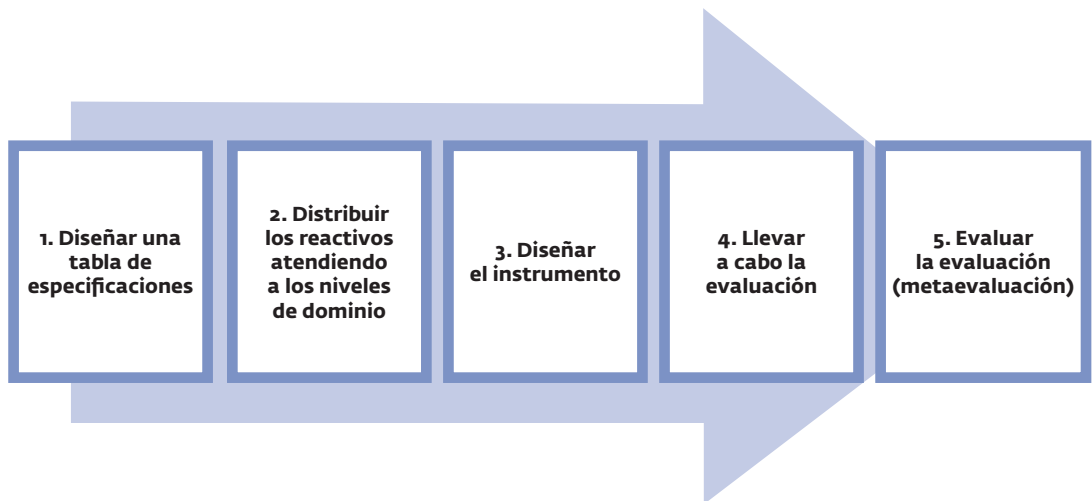 1. Diseñar una
tabla de
especificaciones
2. Distribuir
los reactivos
atendiendo
a los niveles
de dominio
3. Diseñar
el instrumento
4. Llevar
a cabo la
evaluación
5. Evaluar
la evaluación
(metaevaluación)